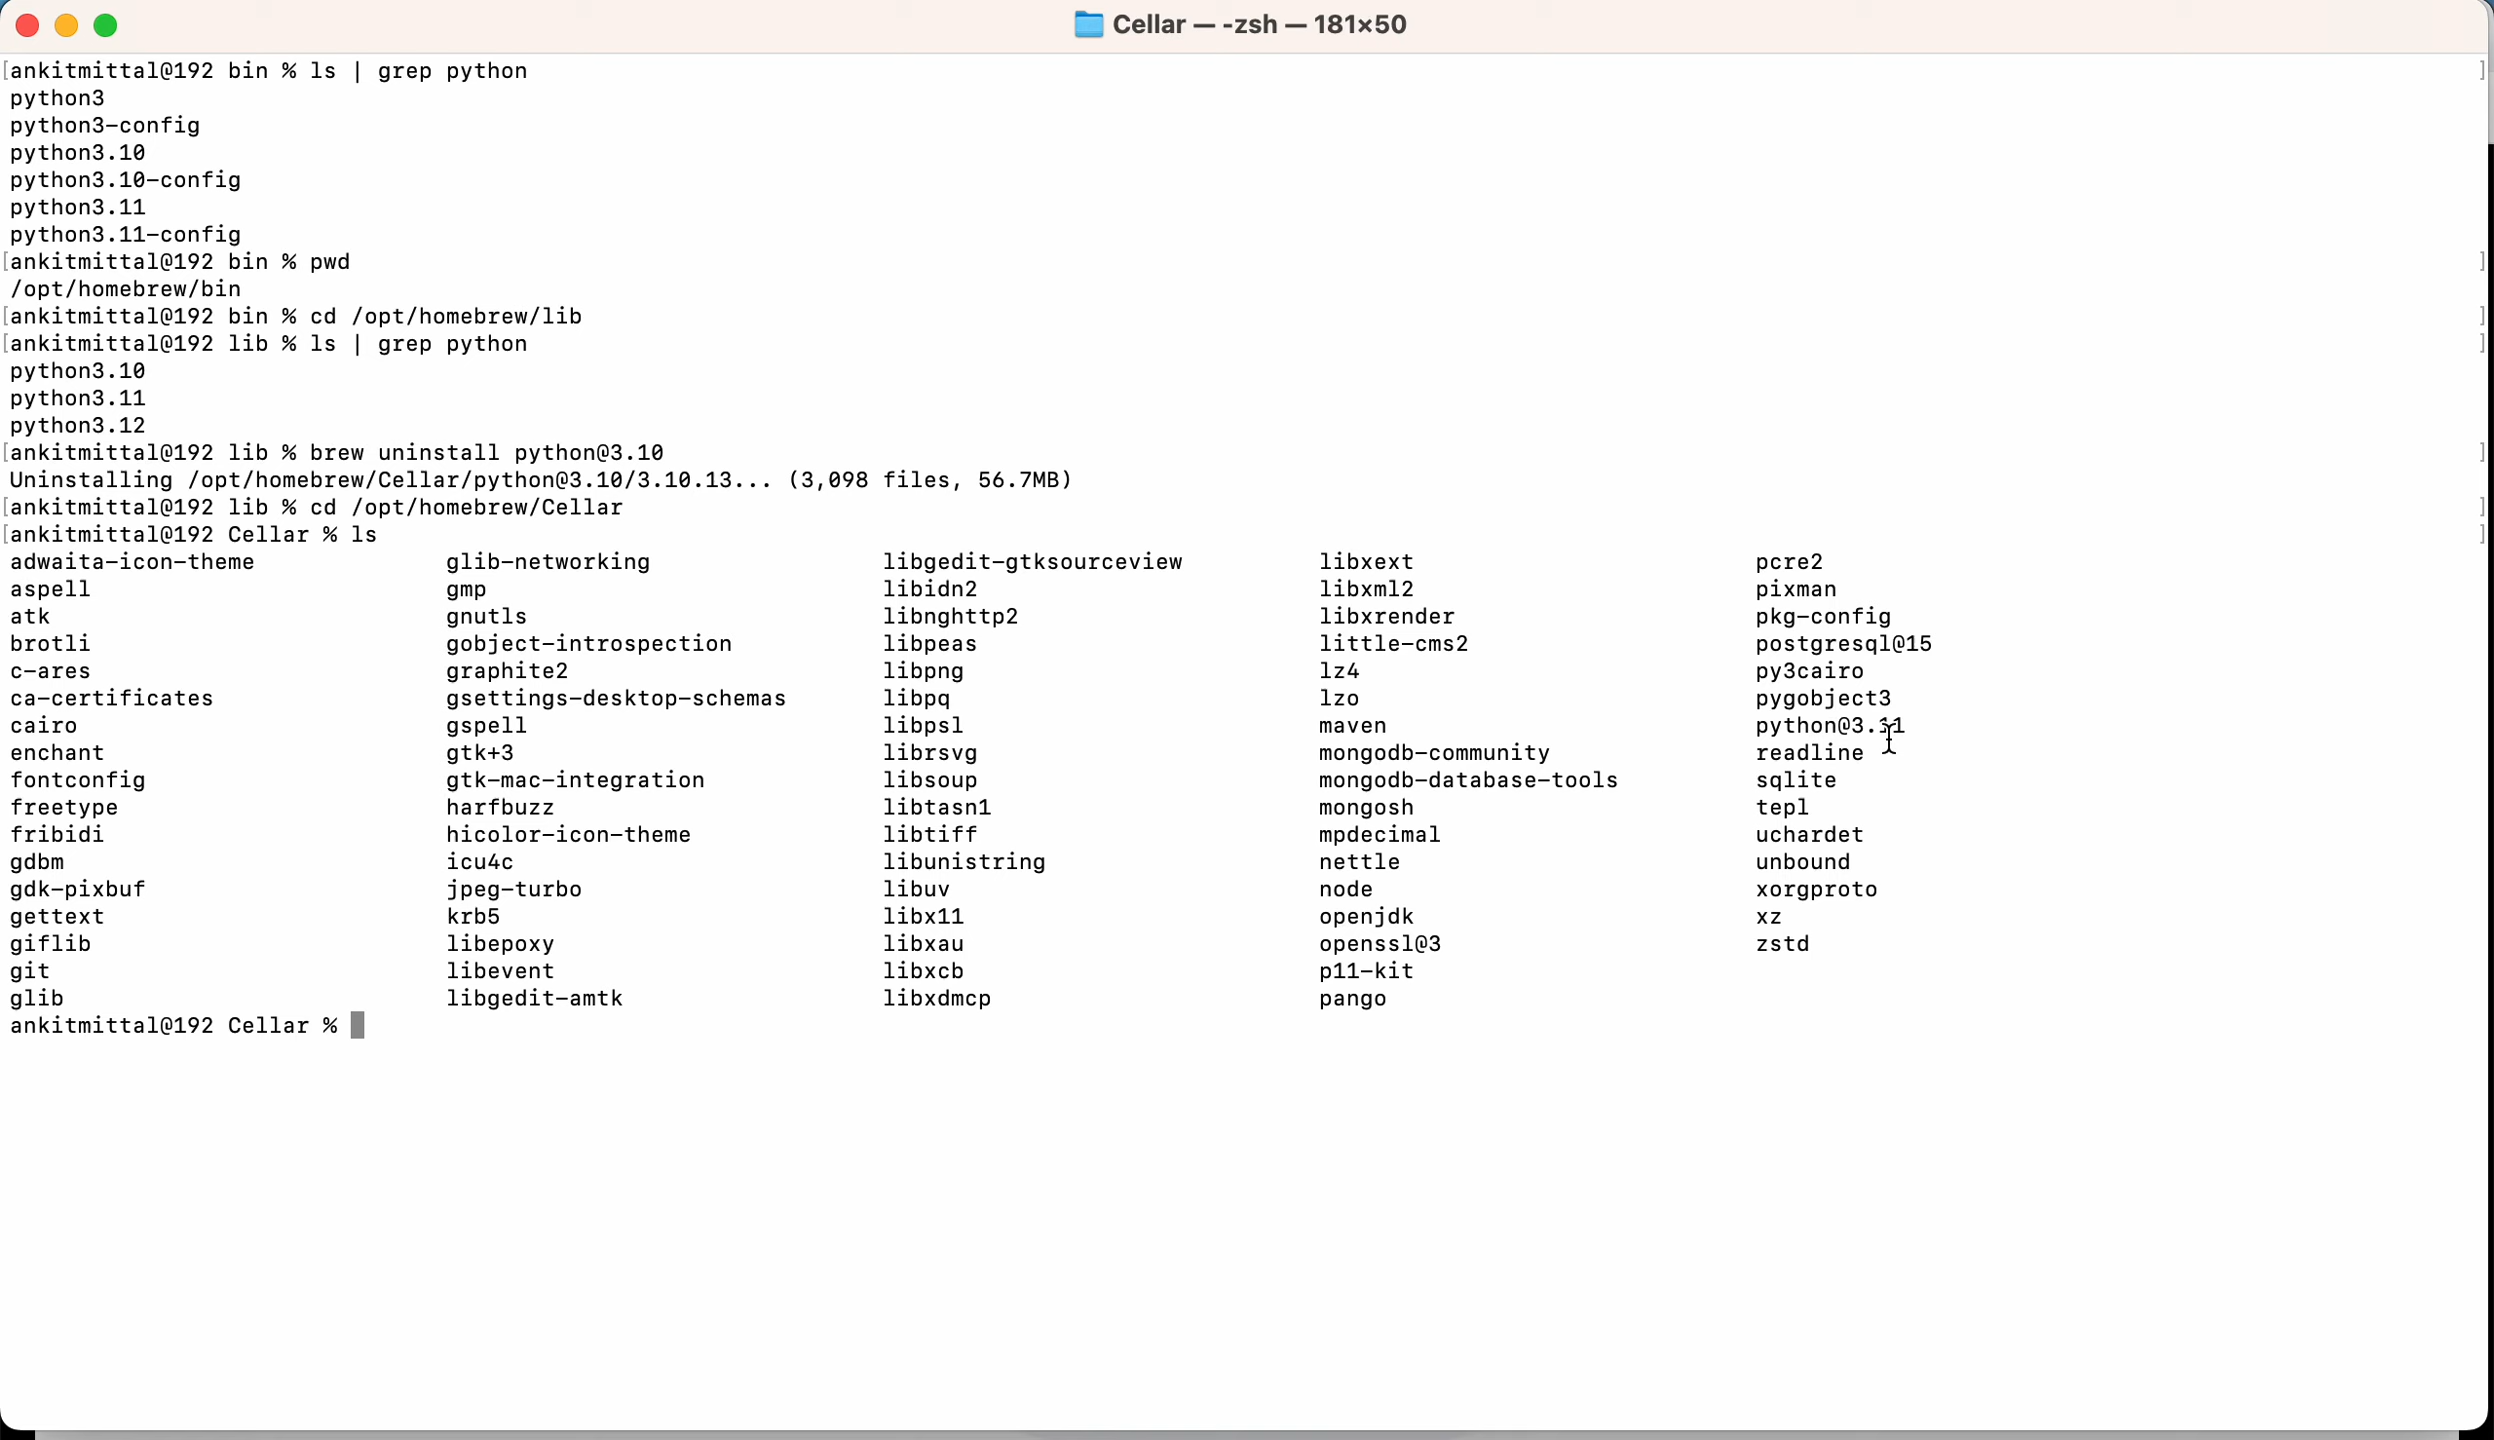 Cellar — -zsh — 181×50
[ankitmittal@192 bin % ls | grep python ]
python3
python3-config
python3.10
python3.10-config
python3.11
python3.11-config
[ankitmittal@192 bin % pwd ]
/opt/homebrew/bin
[ankitmittal@192 bin % cd /opt/homebrew/lib ]
[ankitmittal@192 lib % ls | grep python ]
python3.10
python3.11
python3.12
[ankitmittal@192 lib % brew uninstall python@3.10 ]
Uninstalling /opt/homebrew/Cellar/python@3.10/3.10.13... (3,098 files, 56.7MB)
[ankitmittal@192 lib % cd /opt/homebrew/Cellar ]
[ankitmittal@192 Cellar % ls ]
adwaita-icon-theme glib-networking libgedit-gtksourceview libxext pcre2
aspell gmp libidn2 libxml2 pixman
atk gnutls libnghttp2 libxrender pkg-config
brotli gobject-introspection libpeas little-cms2 postgresql@15
c-ares graphite2 libpng lz4 py3cairo
ca-certificates gsettings-desktop-schemas libpq lzo pygobject3
cairo gspell libpsl maven python@3.11
enchant gtk+3 librsvg mongodb-community readline
fontconfig gtk-mac-integration libsoup mongodb-database-tools sqlite
freetype harfbuzz libtasn1 mongosh tepl
fribidi hicolor-icon-theme libtiff mpdecimal uchardet
gdbm icu4c libunistring nettle unbound
gdk-pixbuf jpeg-turbo libuv node xorgproto
gettext krb5 libx11 openjdk xz
giflib libepoxy libxau openssl@3 zstd
git libevent libxcb p11-kit
glib libgedit-amtk libxdmcp pango
ankitmittal@192 Cellar %